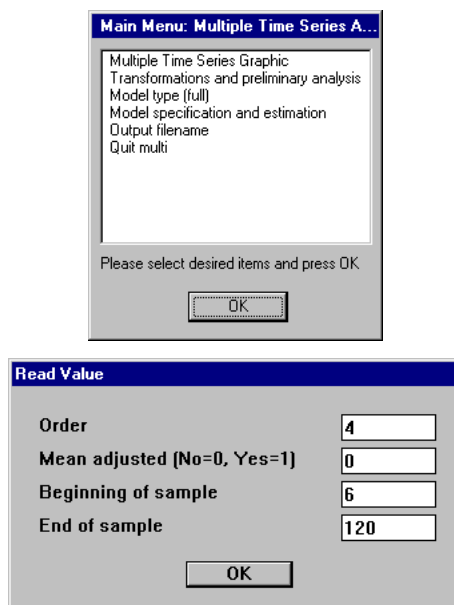 Main Menu: Multiple Time Series A...
Multiple Time Series Graphic
Transformations and preliminary analysis
Model type (full)
Model specification and estimation
Output filename
Quit multi
Please select desired items and press OK
OK
Read Value
Order 4
Mean adjusted (No=0, Yes=1) 0
Beginning of sample 6
End of sample 120
OK